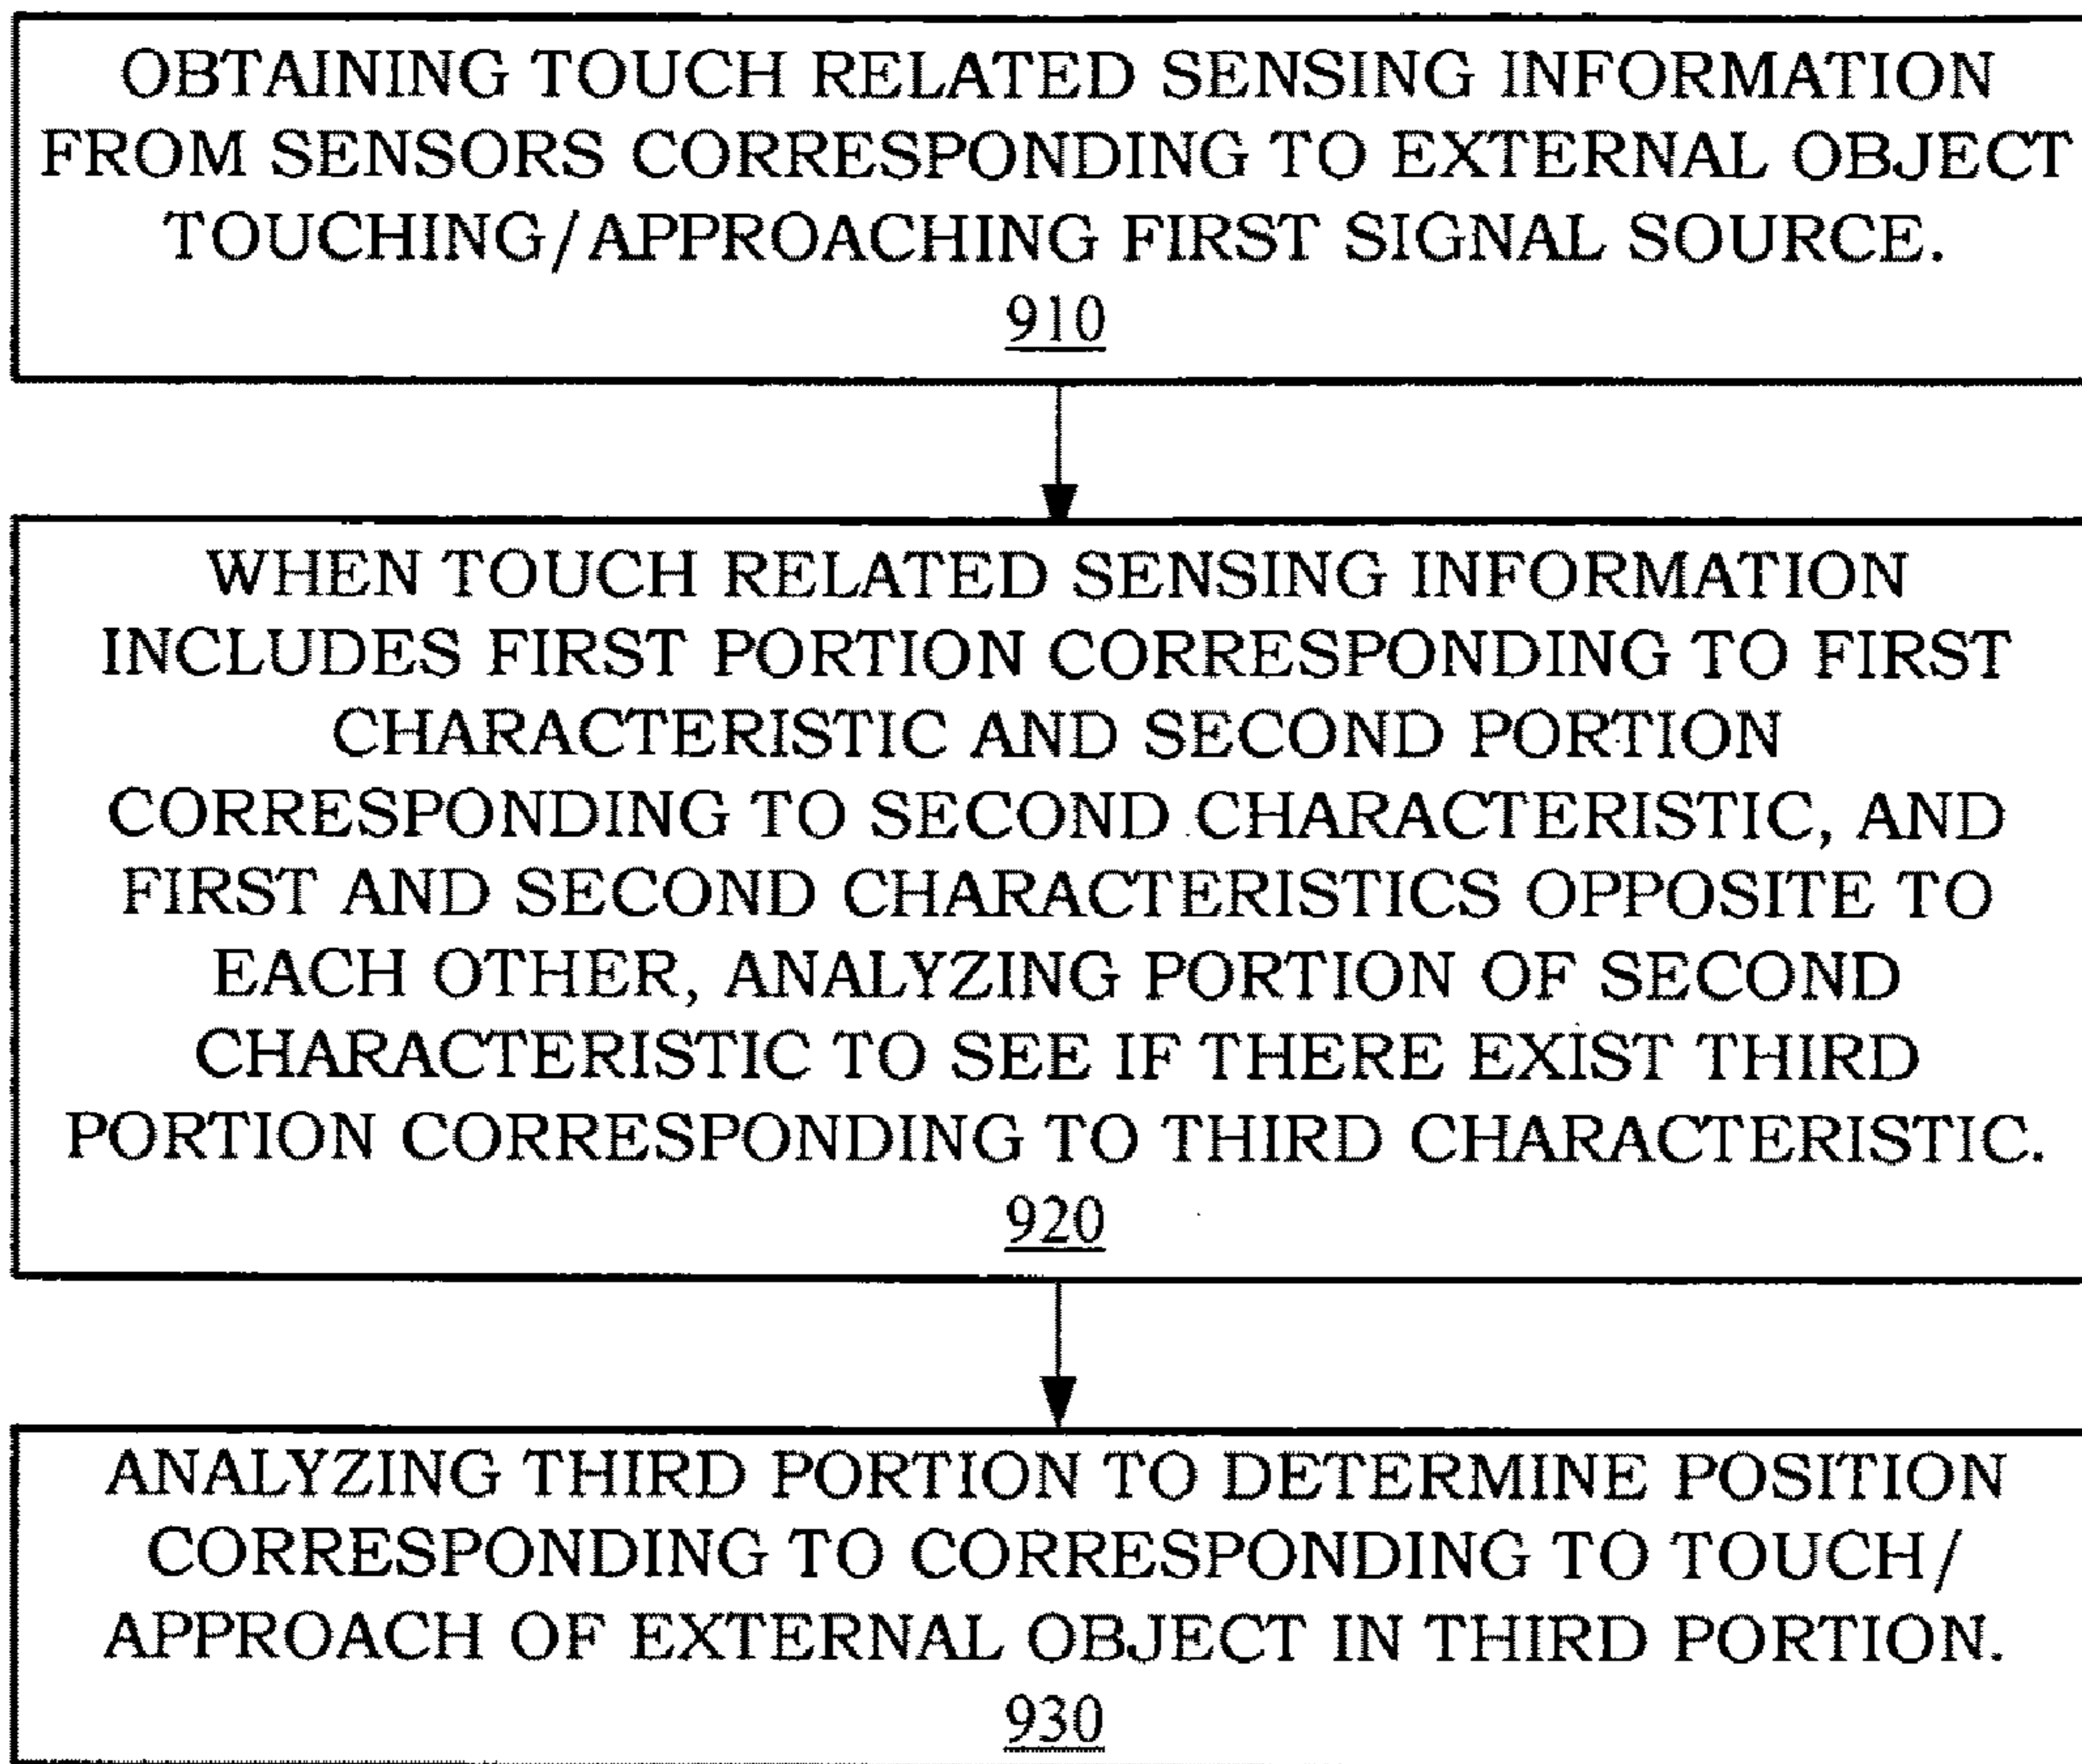 OBTAINING TOUCH RELATED SENSING INFORMATION
FROM SENSORS CORRESPONDING TO EXTERNAL OBJECT
TOUCHING/APPROACHING FIRST SIGNAL SOURCE.
910
WHEN TOUCH RELATED SENSING INFORMATION
INCLUDES FIRST PORTION CORRESPONDING TO FIRST
CHARACTERISTIC AND SECOND PORTION
CORRESPONDING TO SECOND CHARACTERISTIC, AND
FIRST AND SECOND CHARACTERISTICS OPPOSITE TO
EACH OTHER, ANALYZING PORTION OF SECOND
CHARACTERISTIC TO SEE IF THERE EXIST THIRD
PORTION CORRESPONDING TO THIRD CHARACTERISTIC.
920
ANALYZING THIRD PORTION TO DETERMINE POSITION
CORRESPONDING TO CORRESPONDING TO TOUCH/
APPROACH OF EXTERNAL OBJECT IN THIRD PORTION.
930